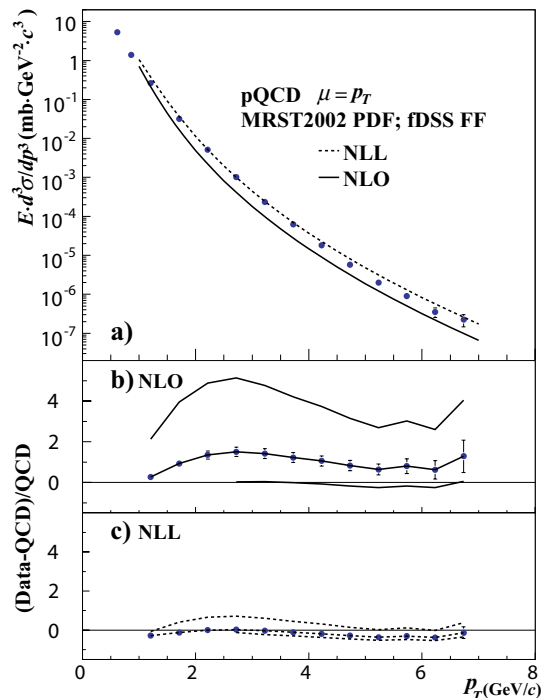 10
1
10⁻¹
10⁻²
10⁻³
10⁻⁴
10⁻⁵
10⁻⁶
10⁻⁷
E·d³σ/dp³ (mb·GeV⁻²·c³)
pQCD μ = p_T
MRST2002 PDF; fDSS FF
NLL
NLO
a)
b) NLO
4
2
0
(Data-QCD)/QCD
c) NLL
4
2
0
0 2 4 6 8
p_T (GeV/c)